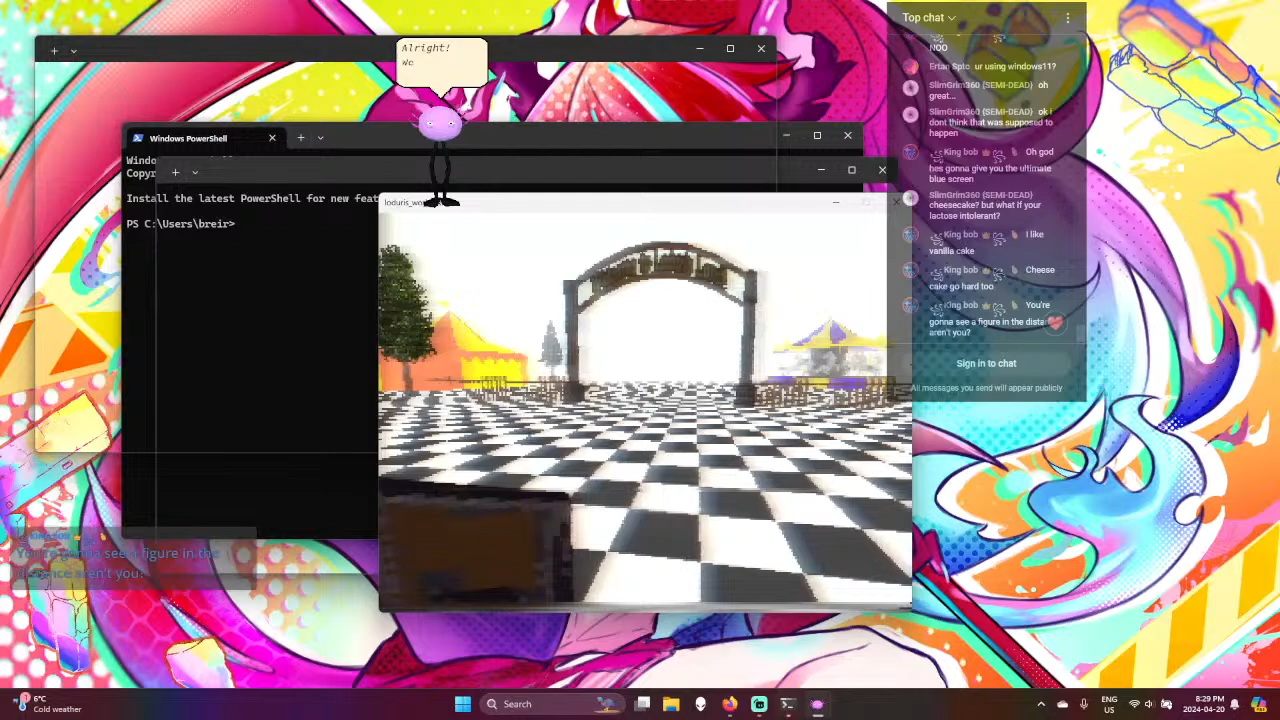 Alright!
We
Windows PowerShell
Windo
Copyr
Install the latest PowerShell for new feat
PS C:\Users\breir>
Top chat
NOO
Ertan Sptc ur using windows11?
SlimGrim360 {SEMI-DEAD} oh
great...
SlimGrim360 {SEMI-DEAD} ok i
dont think that was supposed to
happen
King bob Oh god
hes gonna give you the ultimate
blue screen
SlimGrim360 {SEMI-DEAD}
cheesecake? but what if your
lactose intolerant?
King bob i like
vanilla cake
King bob Cheese
cake go hard too
King bob You're
gonna see a figure in the dista
aren't you?
Sign in to chat
All messages you send will appear publicly
You're gonna see a figure in the
distance aren't you?
6°C
Cold weather
Search
ENG
US
8:29 PM
2024-04-20